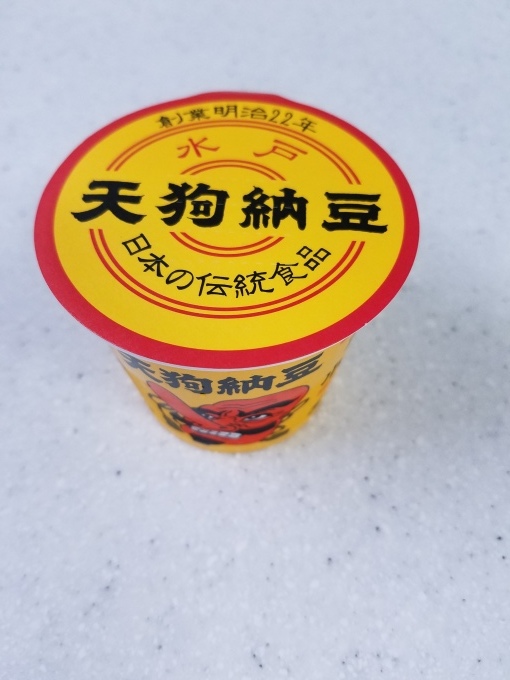 創業明治22年
水戸
天狗納豆
日本の伝統食品
天狗納豆